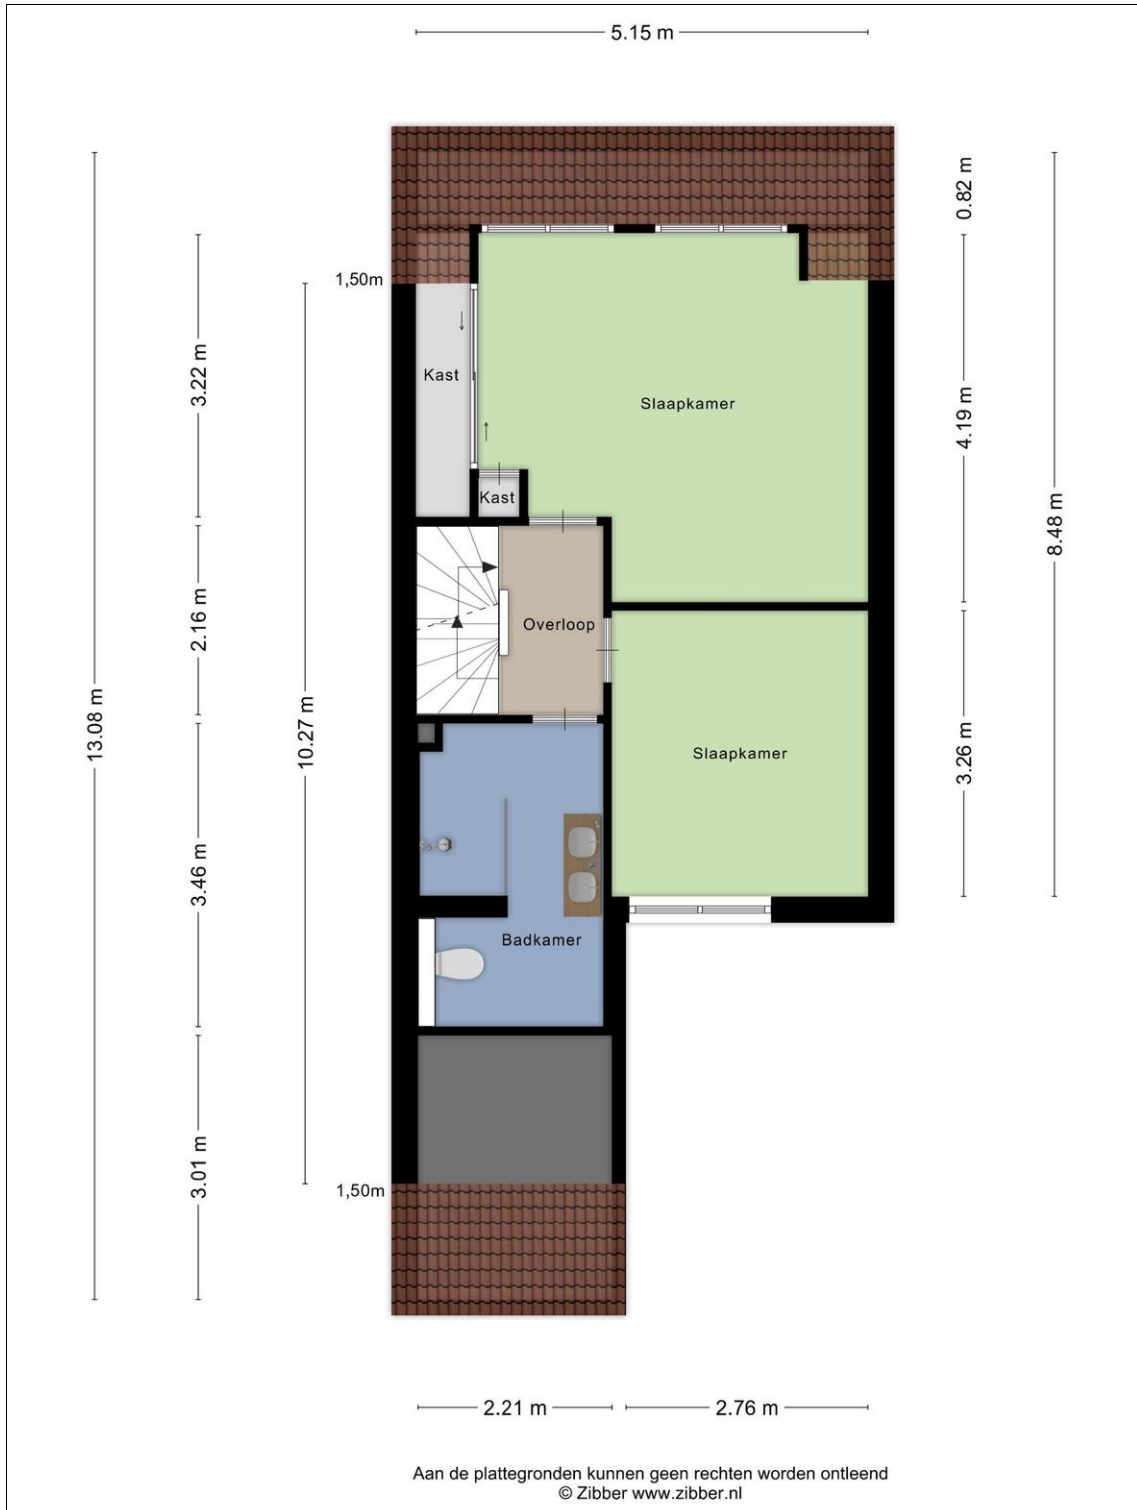 5.15 m
0.82 m
1,50m
Kast
3.22 m
Slaapkamer
4.19 m
Kast
8.48 m
2.16 m
Overloop
13.08 m
10.27 m
Slaapkamer
3.26 m
3.46 m
Badkamer
3.01 m
1,50m
2.21 m
2.76 m
Aan de plattegronden kunnen geen rechten worden ontleend
© Zibber www.zibber.nl